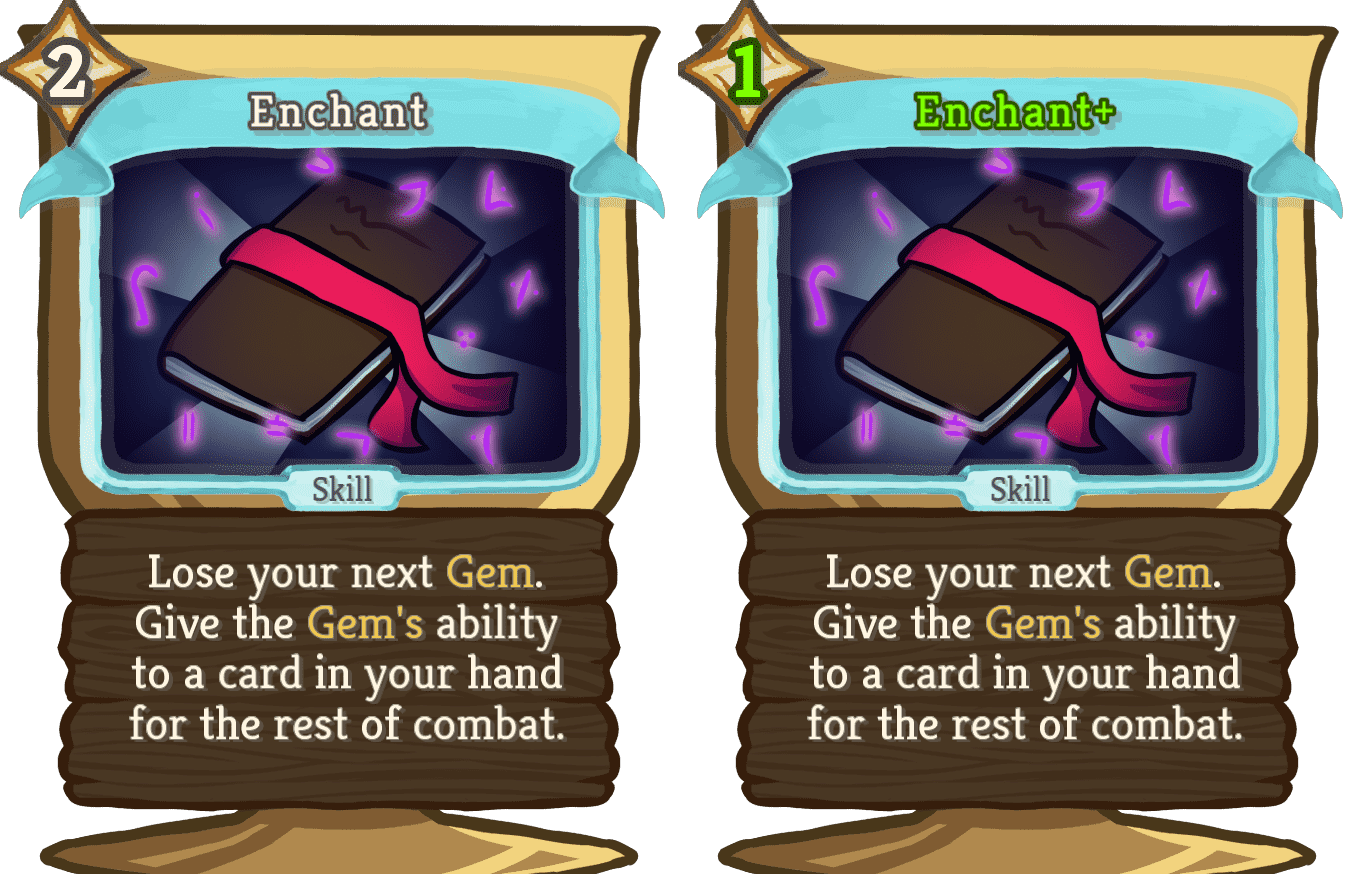 2
Enchant
Skill
Lose your next Gem.
Give the Gem's ability
to a card in your hand
for the rest of combat.
1
Enchant+
Skill
Lose your next Gem.
Give the Gem's ability
to a card in your hand
for the rest of combat.